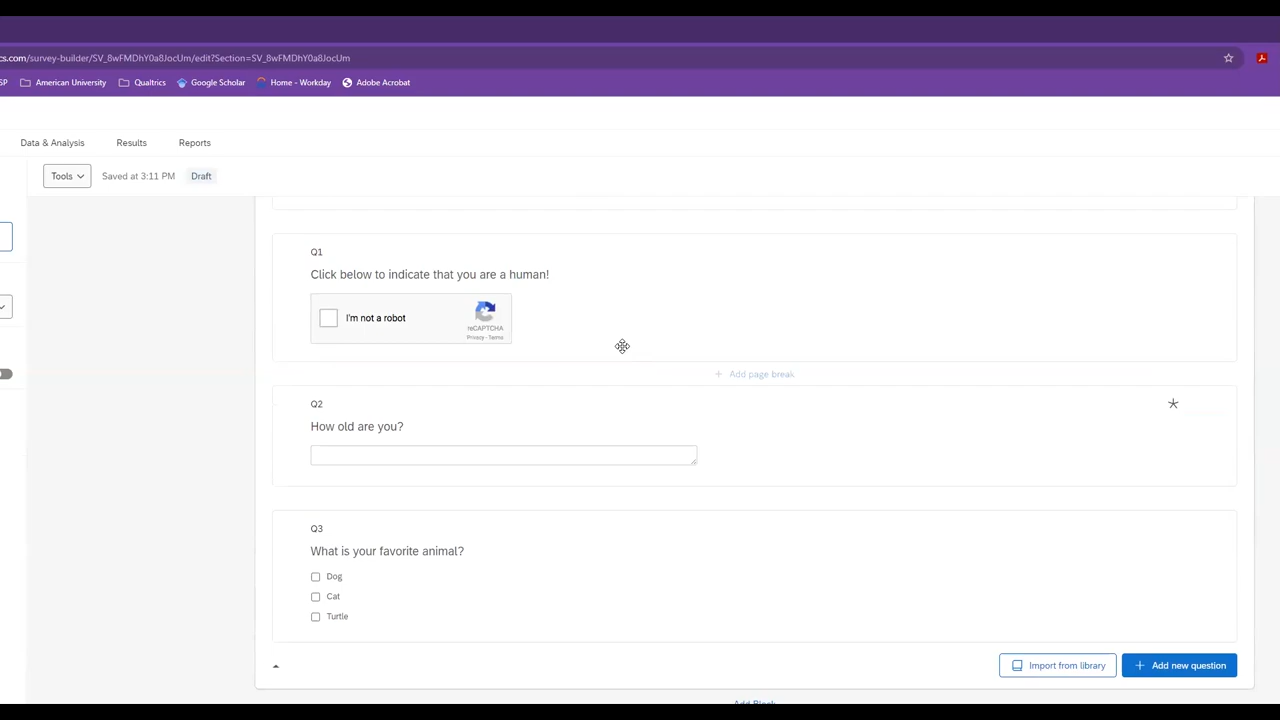 cs.com/survey-builder/SV_8wFMDhY0a8JocUm/edit?Section=SV_8wFMDhY0a8JocUm
SP American University Qualtrics Google Scholar Home - Workday Adobe Acrobat
Data & Analysis Results Reports
Tools Saved at 3:11 PM Draft
Q1
Click below to indicate that you are a human!
I'm not a robot
reCAPTCHA
Privacy - Terms
+ Add page break
Q2
How old are you?
Q3
What is your favorite animal?
Dog
Cat
Turtle
Import from library + Add new question
Add Block